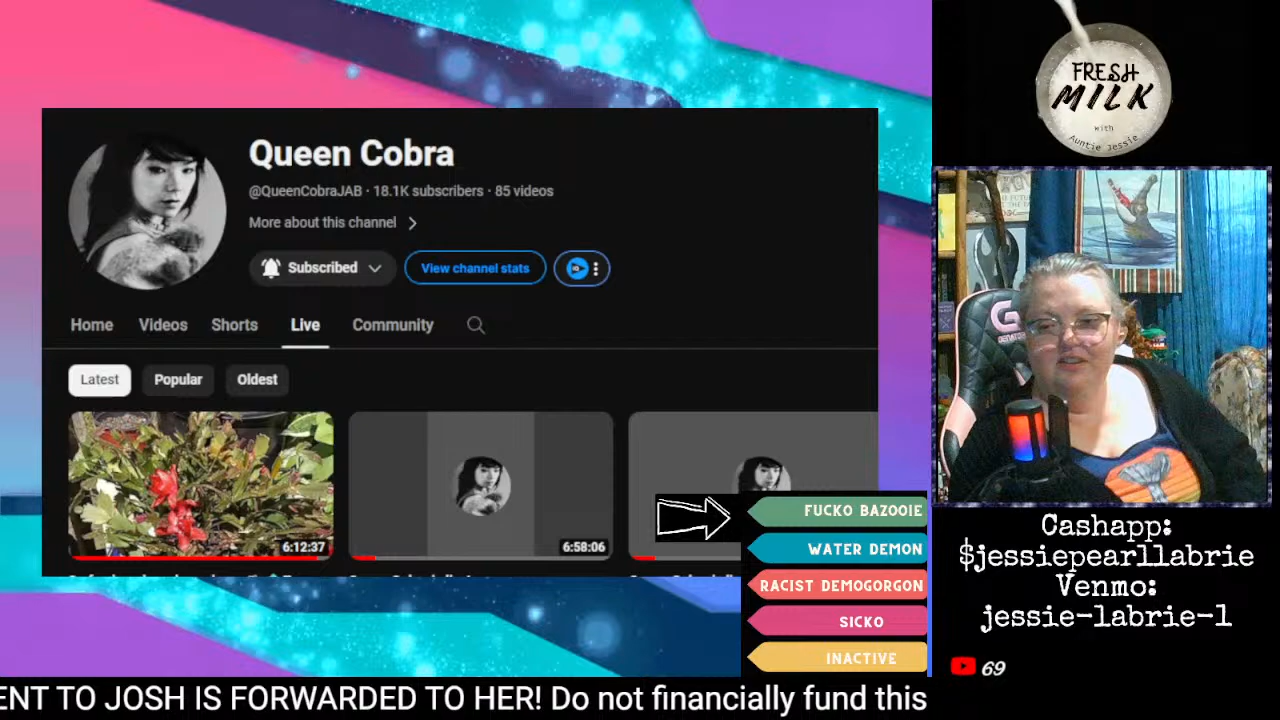 Queen Cobra
@QueenCobraJAB · 18.1K subscribers · 85 videos
More about this channel
Subscribed
View channel stats
Home
Videos
Shorts
Live
Community
Latest
Popular
Oldest
6:12:37
6:58:06
FUCKO BAZOOIE
WATER DEMON
RACIST DEMOGORGON
SICKO
INACTIVE
ENT TO JOSH IS FORWARDED TO HER! Do not financially fund this
FRESH
MILK
with
Auntie Jessie
Cashapp:
$jessiepearllabrie
Venmo:
jessie-labrie-1
69